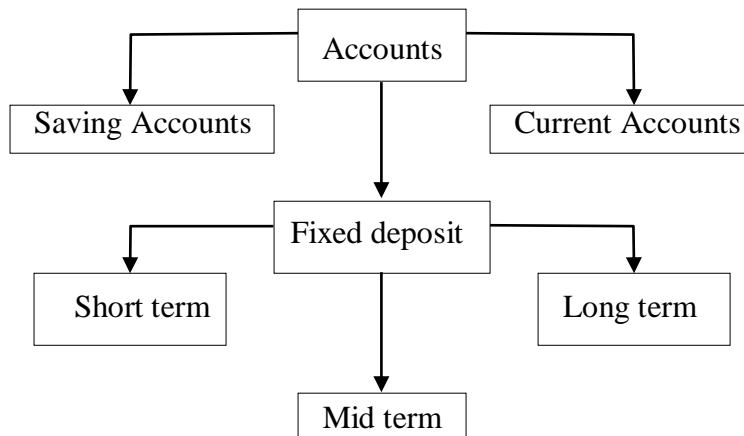 Accounts
Saving Accounts
Current Accounts
Fixed deposit
Short term
Long term
Mid term